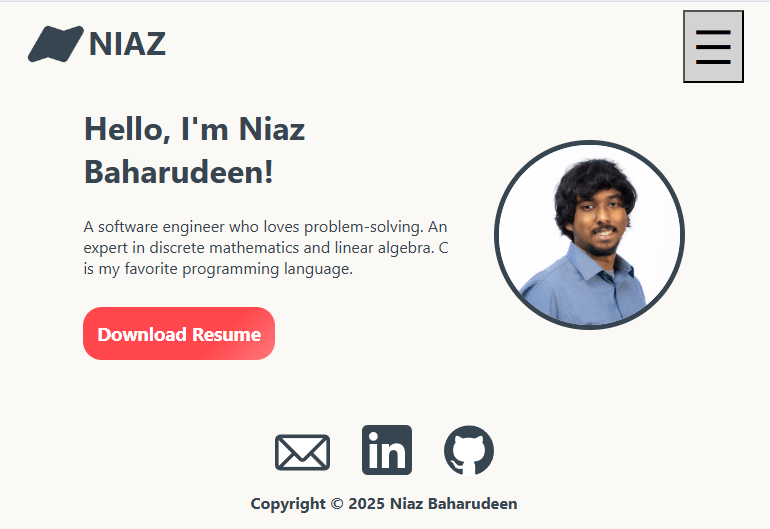 NIAZ
Hello, I'm Niaz
Baharudeen!
A software engineer who loves problem-solving. An
expert in discrete mathematics and linear algebra. C
is my favorite programming language.
Download Resume
in
Copyright © 2025 Niaz Baharudeen